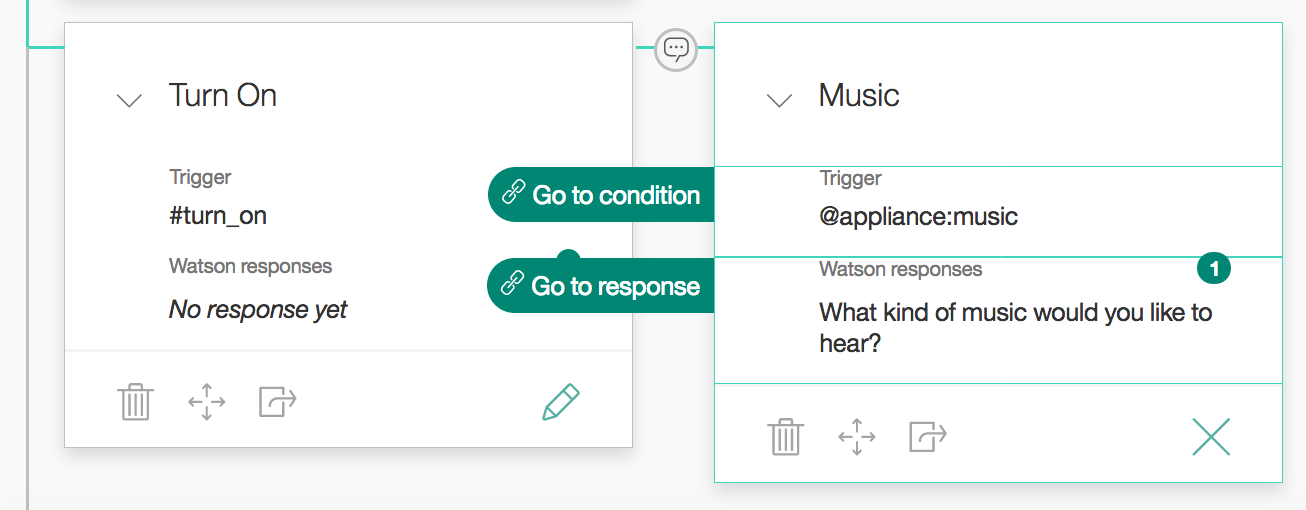 Turn On
Trigger
#turn_on
Watson responses
No response yet
Go to condition
Go to response
Music
Trigger
@appliance:music
Watson responses
1
What kind of music would you like to
hear?